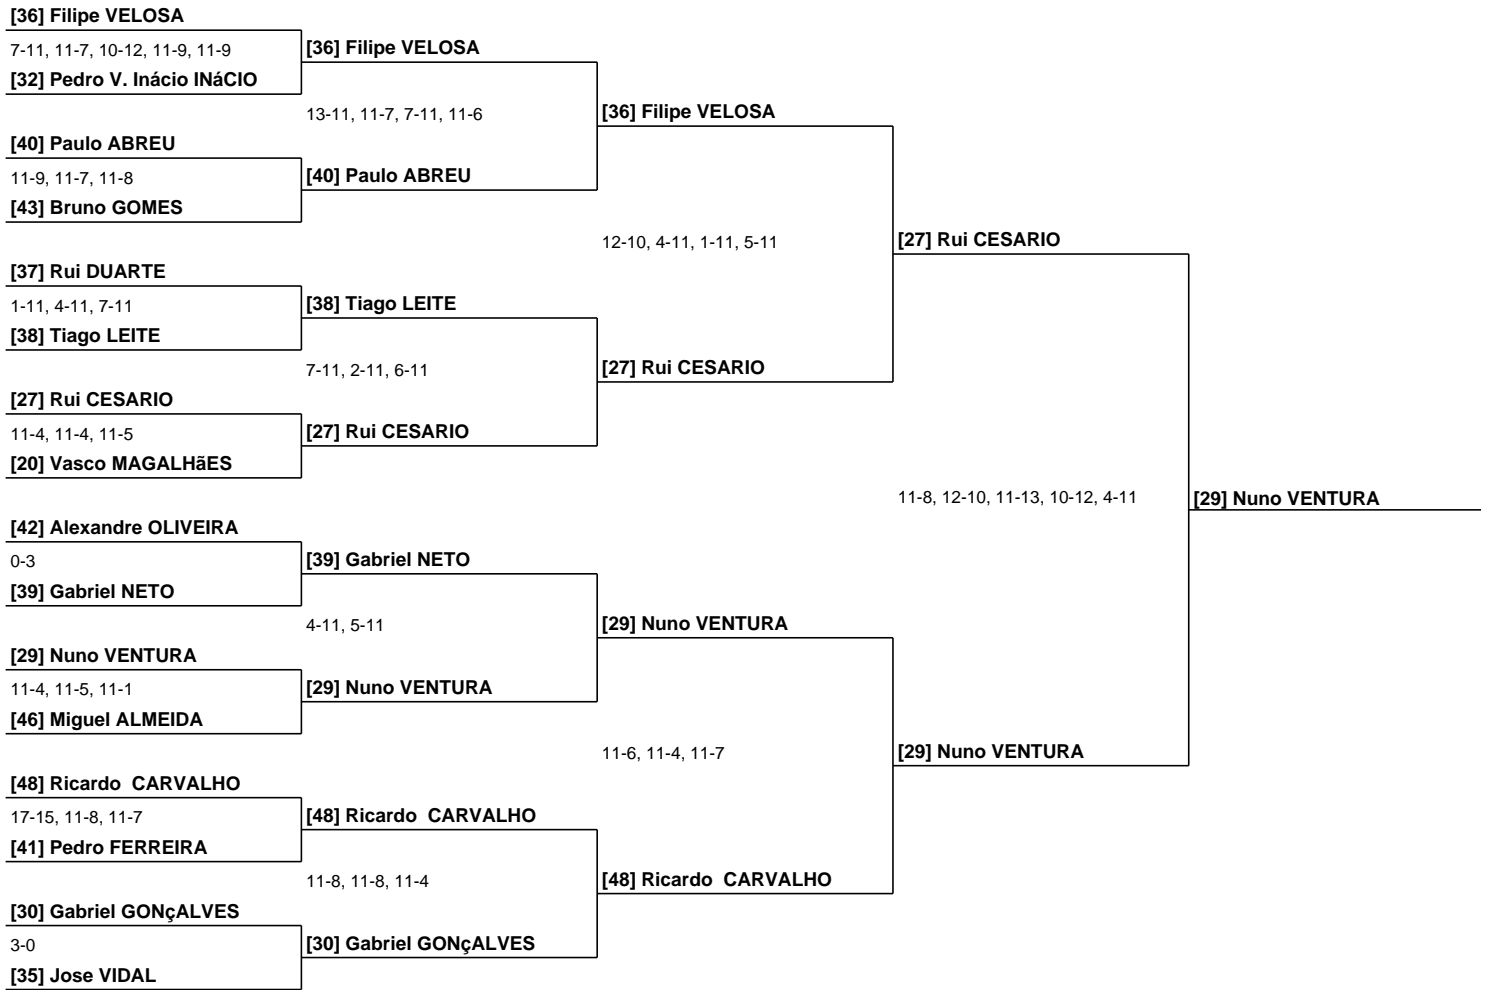 [36] Filipe VELOSA
7-11, 11-7, 10-12, 11-9, 11-9
[36] Filipe VELOSA
[32] Pedro V. Inácio INáCIO
13-11, 11-7, 7-11, 11-6
[36] Filipe VELOSA
[40] Paulo ABREU
11-9, 11-7, 11-8
[40] Paulo ABREU
[43] Bruno GOMES
12-10, 4-11, 1-11, 5-11
[27] Rui CESARIO
[37] Rui DUARTE
1-11, 4-11, 7-11
[38] Tiago LEITE
[38] Tiago LEITE
7-11, 2-11, 6-11
[27] Rui CESARIO
[27] Rui CESARIO
11-4, 11-4, 11-5
[27] Rui CESARIO
[20] Vasco MAGALHãES
11-8, 12-10, 11-13, 10-12, 4-11
[29] Nuno VENTURA
[42] Alexandre OLIVEIRA
0-3
[39] Gabriel NETO
[39] Gabriel NETO
4-11, 5-11
[29] Nuno VENTURA
[29] Nuno VENTURA
11-4, 11-5, 11-1
[29] Nuno VENTURA
[46] Miguel ALMEIDA
11-6, 11-4, 11-7
[29] Nuno VENTURA
[48] Ricardo  CARVALHO
17-15, 11-8, 11-7
[48] Ricardo  CARVALHO
[41] Pedro FERREIRA
11-8, 11-8, 11-4
[48] Ricardo  CARVALHO
[30] Gabriel GONçALVES
3-0
[30] Gabriel GONçALVES
[35] Jose VIDAL